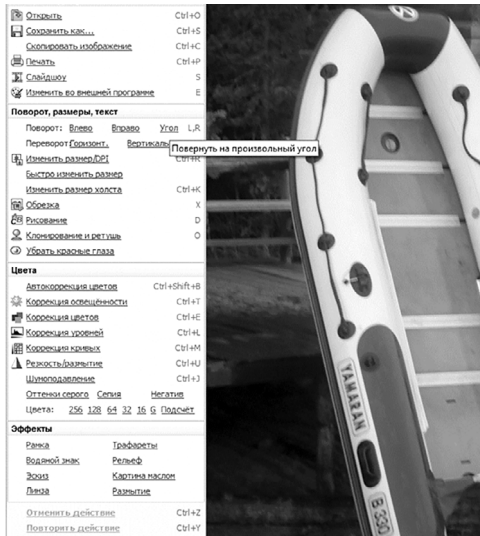 Открыть Ctrl+O
Сохранить как... Ctrl+S
Скопировать изображение Ctrl+C
Печать Ctrl+P
Слайдшоу S
Изменить во внешней программе E
Поворот, размеры, текст
Поворот: Влево Вправо Угол L,R
Переворот Горизонт. Вертикаль
Повернуть на произвольный угол
Изменить размер/DPI Ctrl+R
Быстро изменить размер
Изменить размер холста Ctrl+K
Обрезка X
Рисование D
Клонирование и ретушь O
Убрать красные глаза
Цвета
Автокоррекция цветов Ctrl+Shift+B
Коррекция освещённости Ctrl+T
Коррекция цветов Ctrl+E
Коррекция уровней Ctrl+L
Коррекция кривых Ctrl+M
Резкость/размытие Ctrl+U
Шумоподавление Ctrl+J
Оттенки серого Сепия Негатив
Цвета: 256 128 64 32 16 G Подсчёт
Эффекты
Рамка Трафареты
Водяной знак Рельеф
Эскиз Картина маслом
Линза Размытие
Отменить действие Ctrl+Z
Повторить действие Ctrl+Y
YAMARAN
B 330